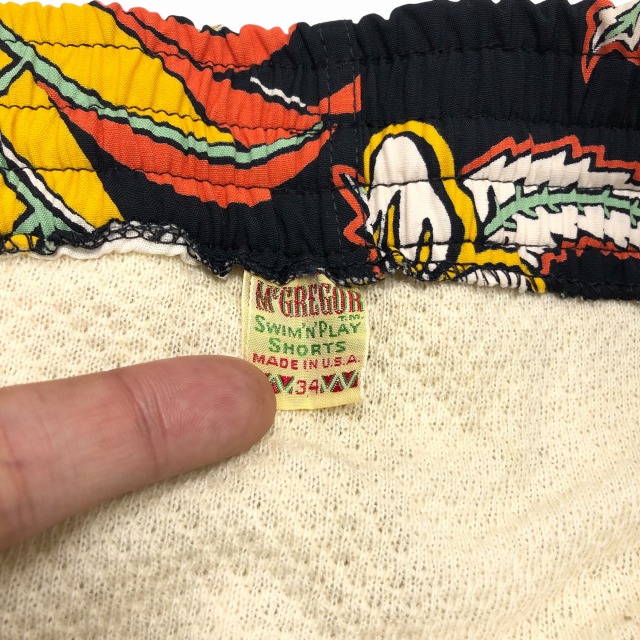 McGREGOR
SWIM'N'PLAY
SHORTS
MADE IN U.S.A.
34